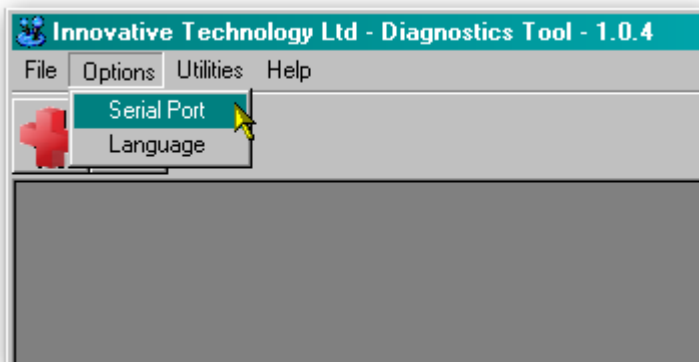 Innovative Technology Ltd - Diagnostics Tool - 1.0.4
File Options Utilities Help
Serial Port
Language